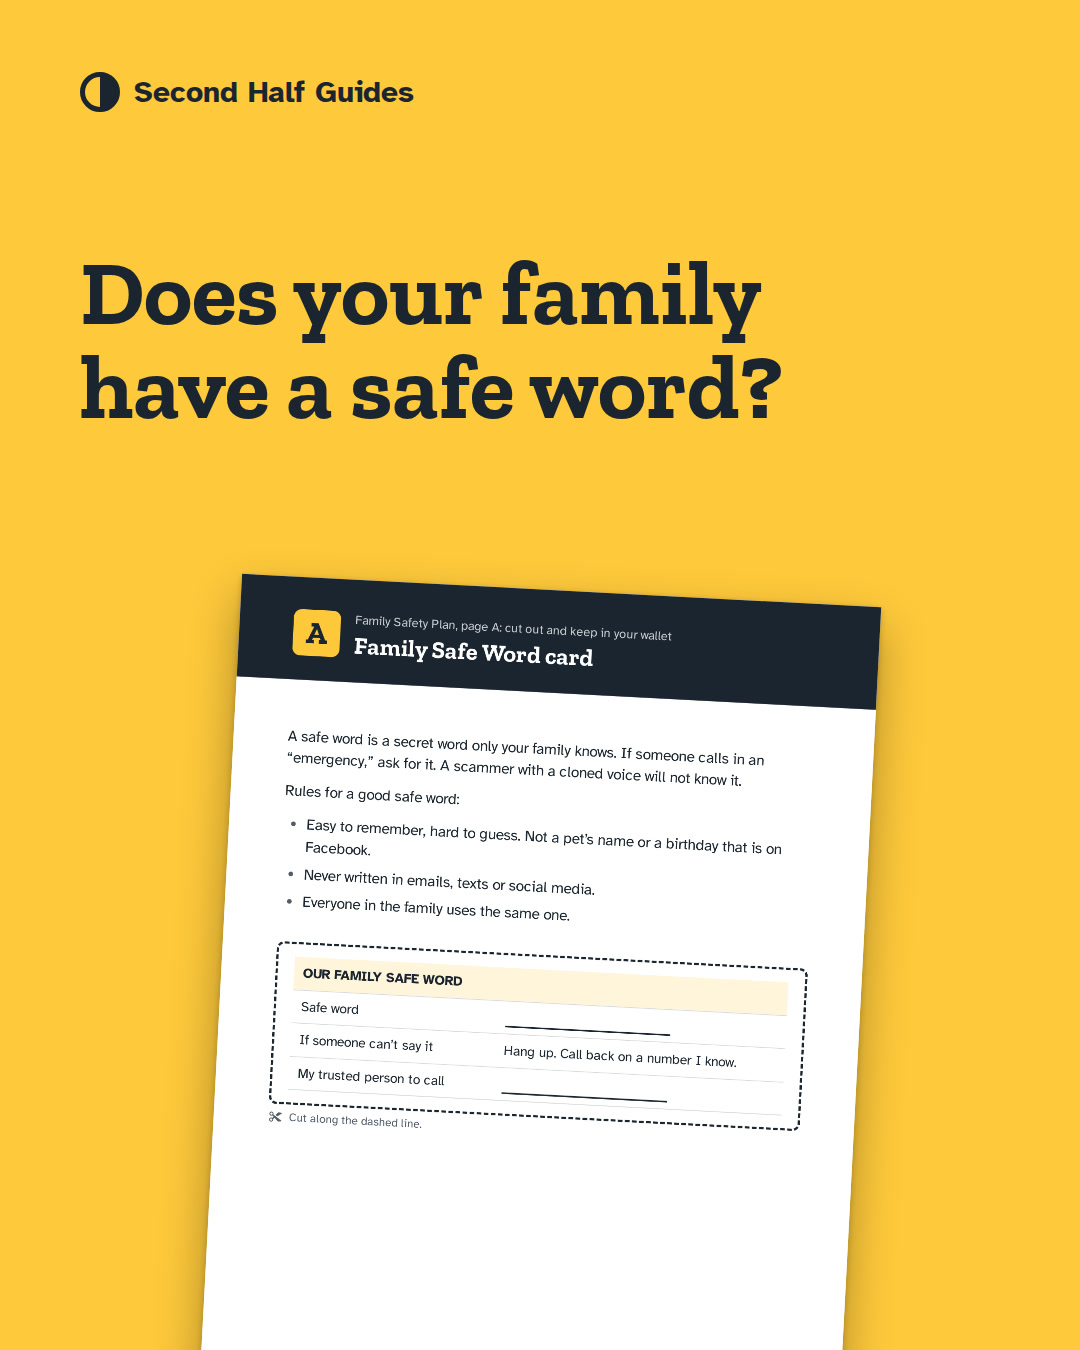 Second Half Guides
Does your family
have a safe word?
A
Family Safety Plan, page A: cut out and keep in your wallet
Family Safe Word card
A safe word is a secret word only your family knows. If someone calls in an
“emergency,” ask for it. A scammer with a cloned voice will not know it.
Rules for a good safe word:
• Easy to remember, hard to guess. Not a pet’s name or a birthday that is on
Facebook.
• Never written in emails, texts or social media.
• Everyone in the family uses the same one.
OUR FAMILY SAFE WORD
Safe word
If someone can’t say it Hang up. Call back on a number I know.
My trusted person to call
Cut along the dashed line.